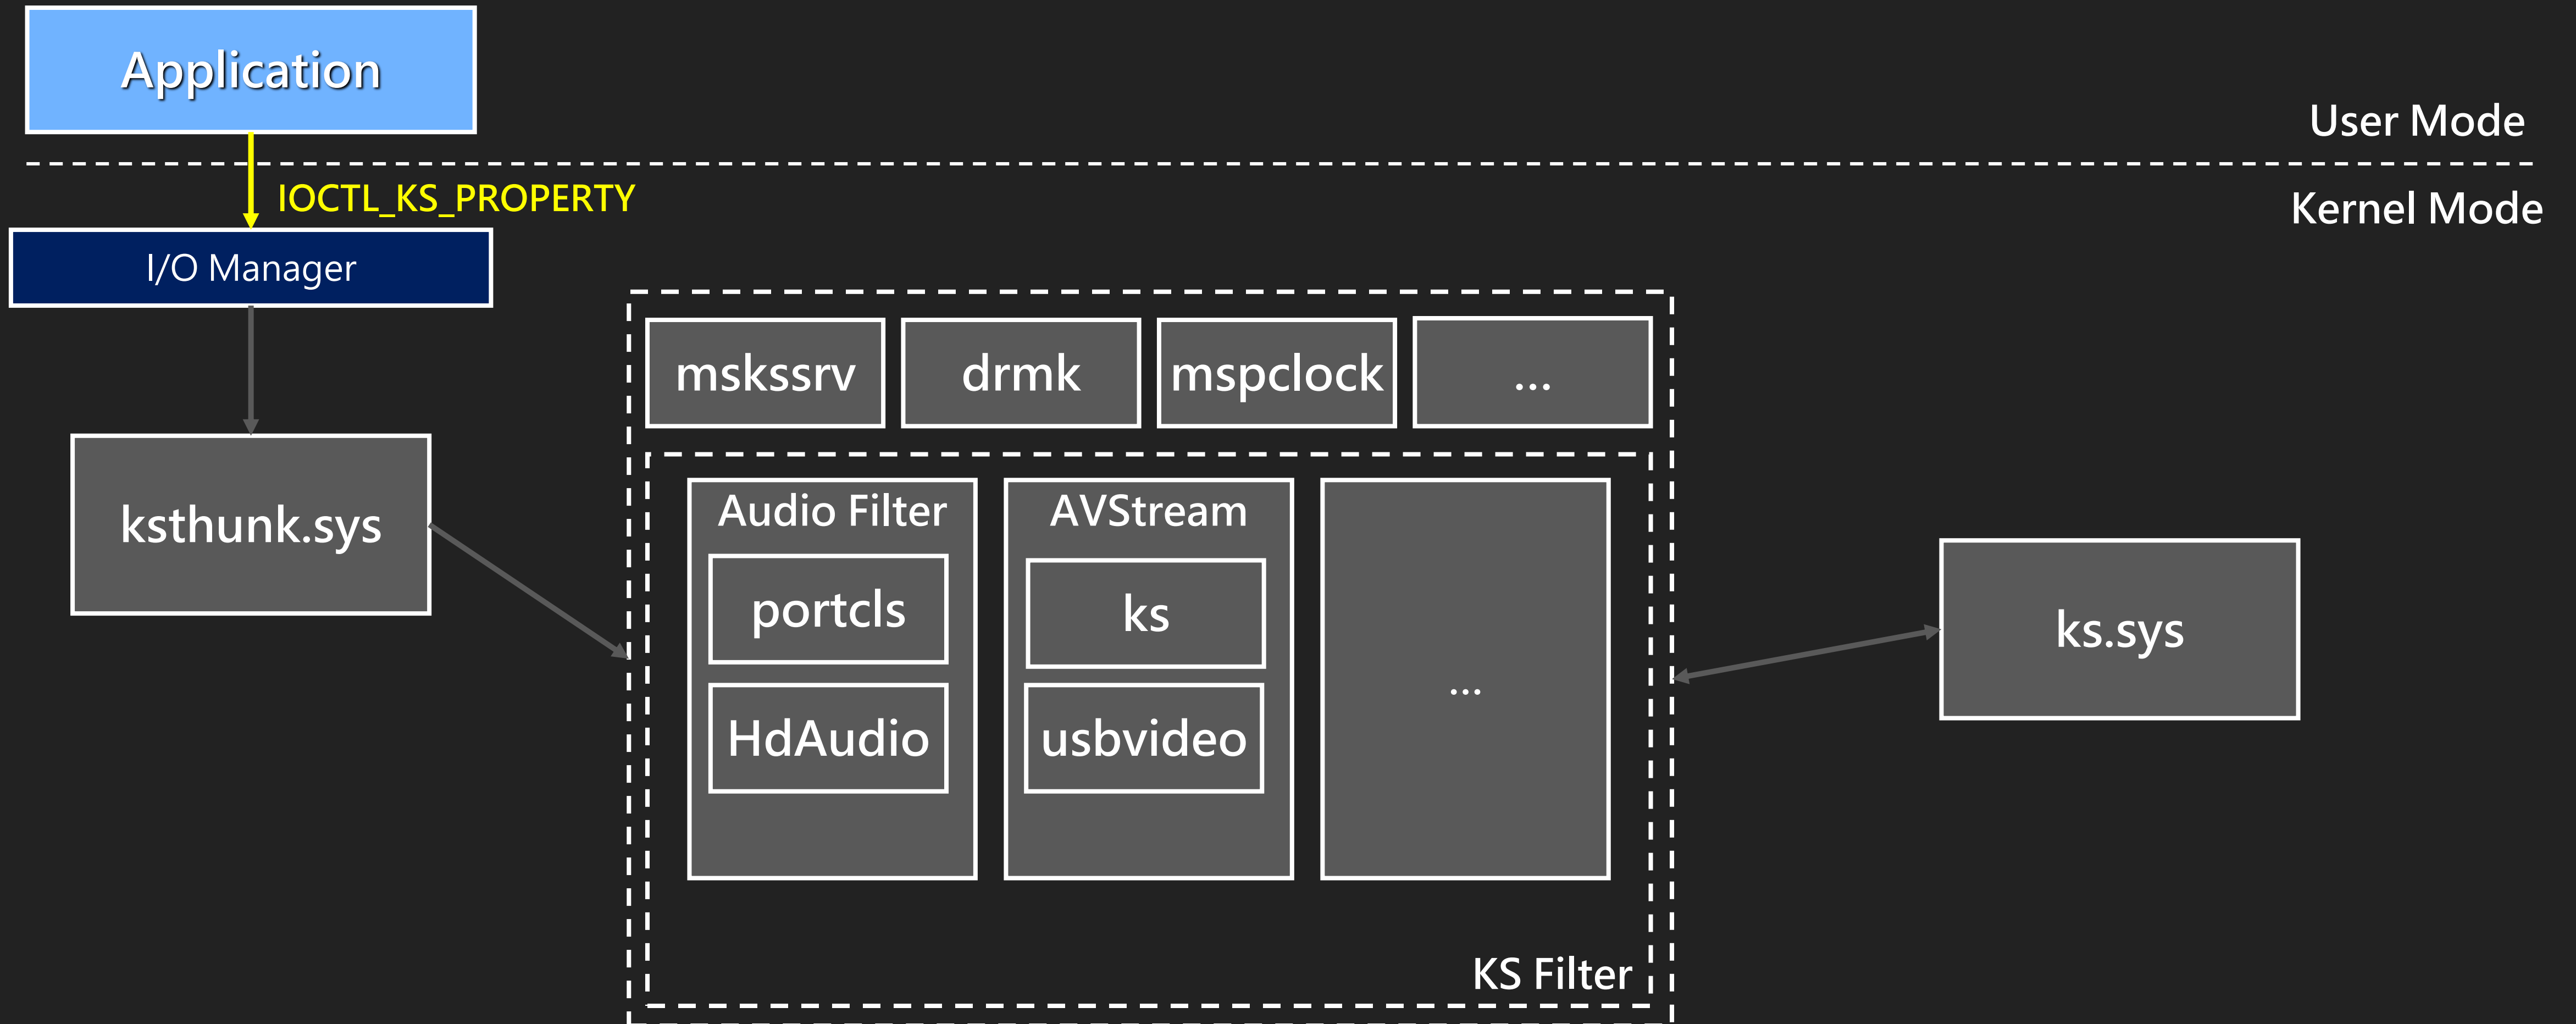 Application
User Mode
IOCTL_KS_PROPERTY
Kernel Mode
I/O Manager
mskssrv
drmk
mspclock
...
ksthunk.sys
Audio Filter
portcls
HdAudio
AVStream
ks
usbvideo
...
KS Filter
ks.sys